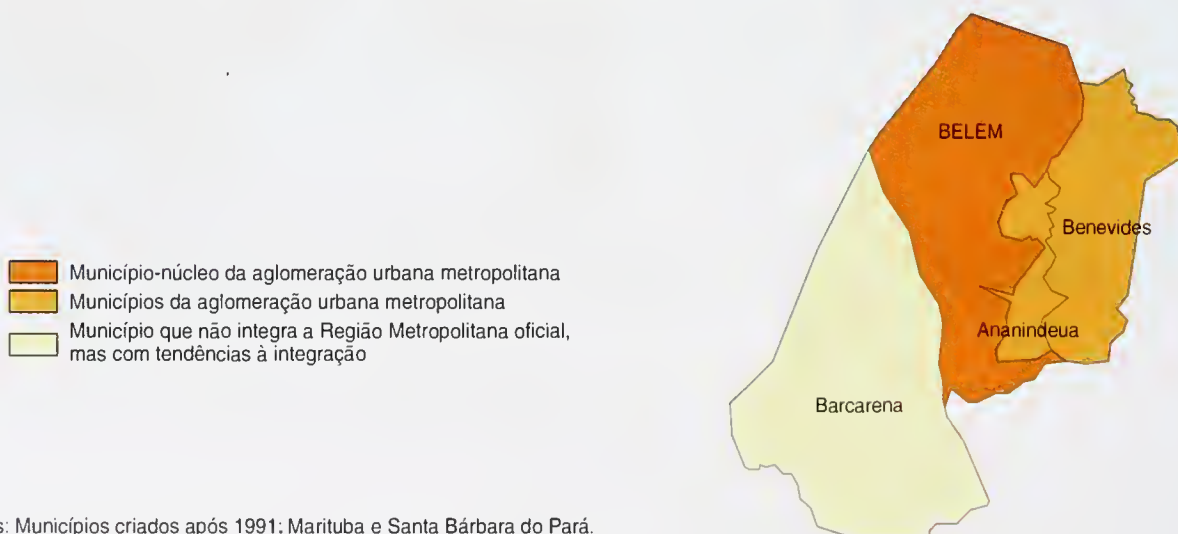 BELÉM
Benevides
Município-núcleo da aglomeração urbana metropolitana
Municípios da aglomeração urbana metropolitana
Município que não integra a Região Metropolitana oficial,
mas com tendências à integração
Ananindeua
Barcarena
s: Municípios criados após 1991: Marituba e Santa Bárbara do Pará.